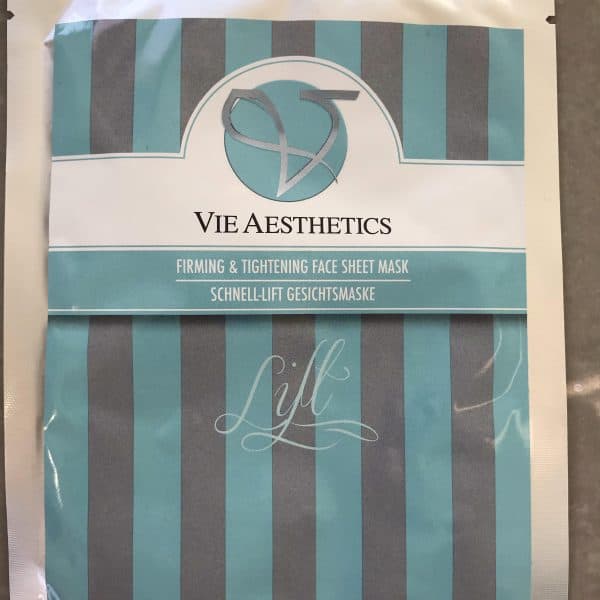 V
VIE AESTHETICS
FIRMING & TIGHTENING FACE SHEET MASK
SCHNELL-LIFT GESICHTSMASKE
Lift